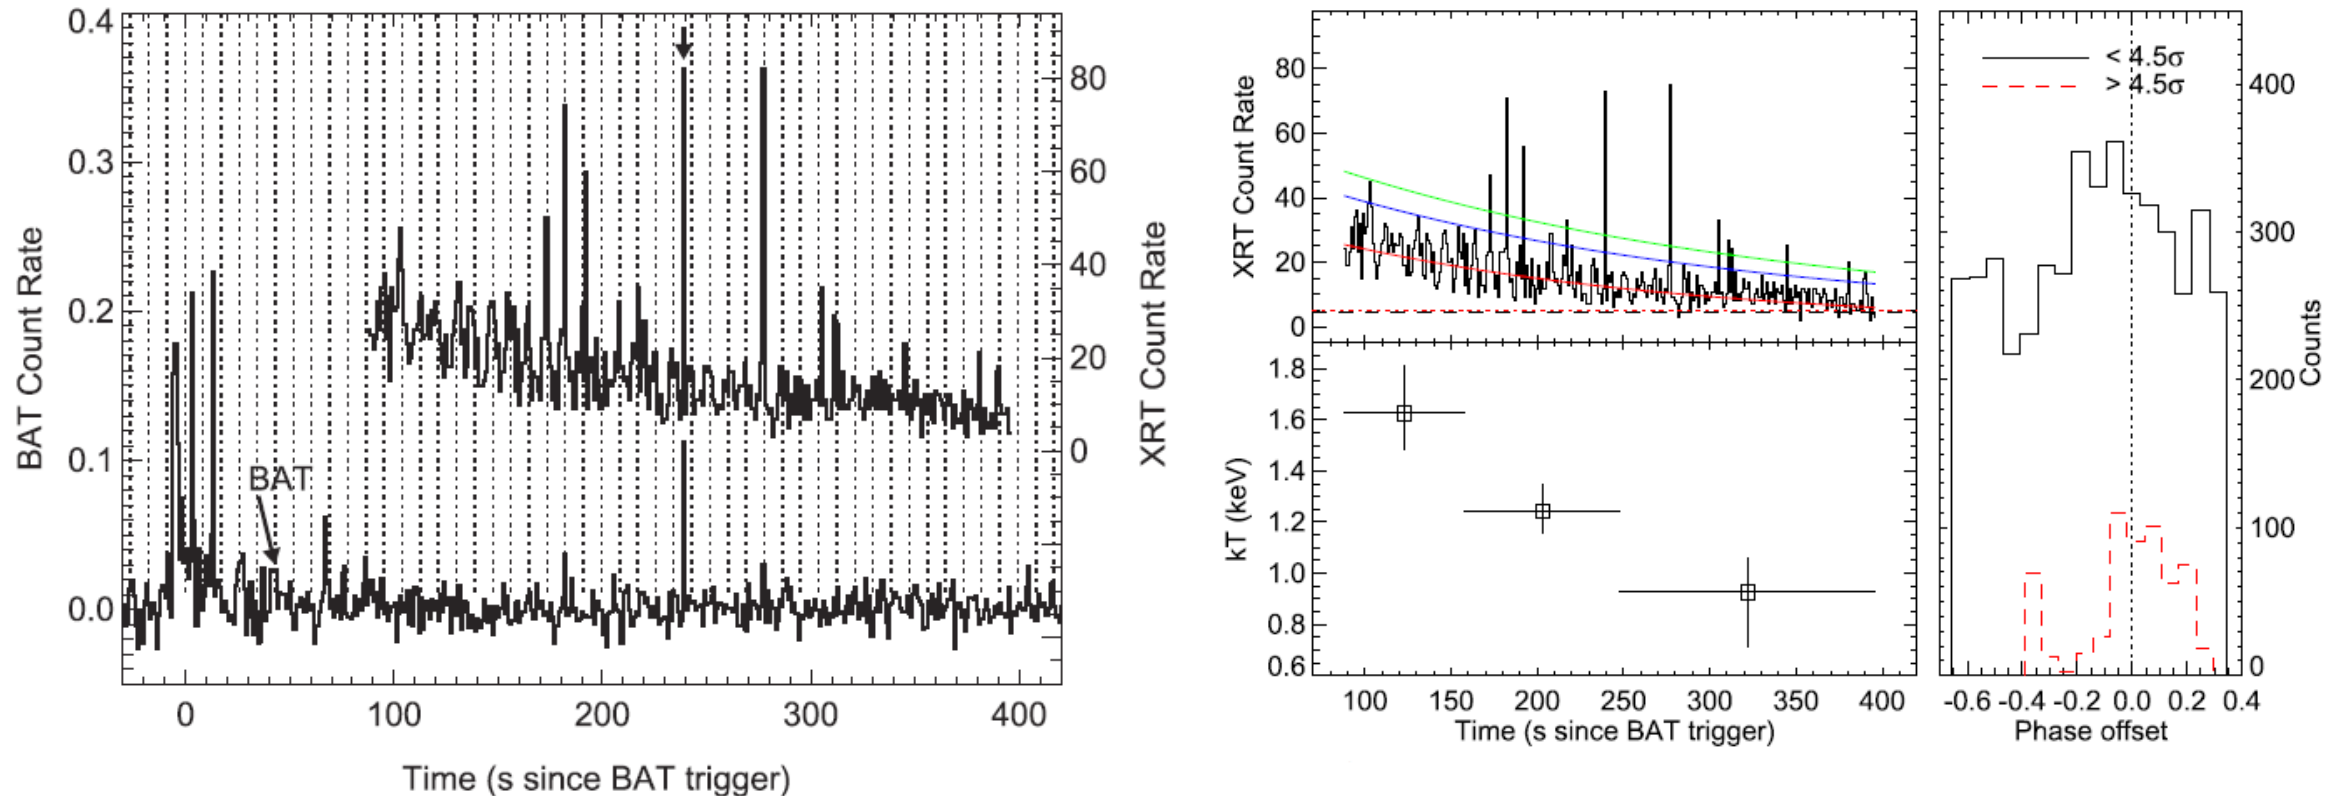 BAT Count Rate
0.4
0.3
0.2
0.1
0.0
BAT
80
60
40
20
0
XRT Count Rate
0 100 200 300 400
Time (s since BAT trigger)
XRT Count Rate
80
60
40
20
0
kT (keV)
1.8
1.6
1.4
1.2
1.0
0.8
0.6
100 150 200 250 300 350 400
Time (s since BAT trigger)
< 4.5σ
> 4.5σ
400
300
200
100
0
Counts
-0.6 -0.4 -0.2 0.0 0.2 0.4
Phase offset